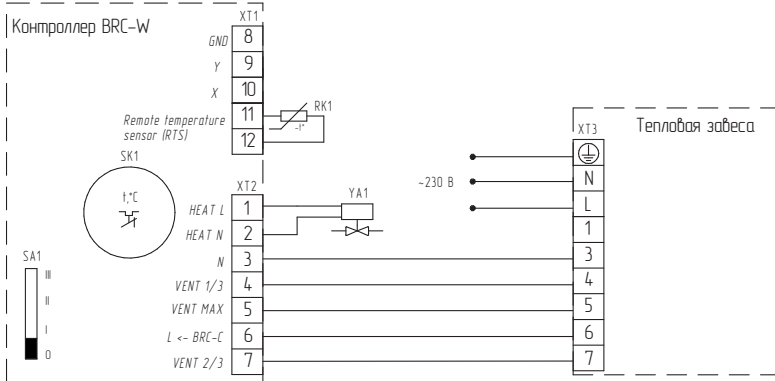 Контроллер BRC-W
XT1
GND 8
Y 9
X 10
Remote temperature sensor (RTS)
11
12
RK1
-t°
SK1
t,°C
SA1
III
II
I
0
XT2
HEAT L 1
HEAT N 2
N 3
VENT 1/3 4
VENT MAX 5
L <- BRC-C 6
VENT 2/3 7
YA1
~230 В
XT3
Тепловая завеса
N
L
1
3
4
5
6
7